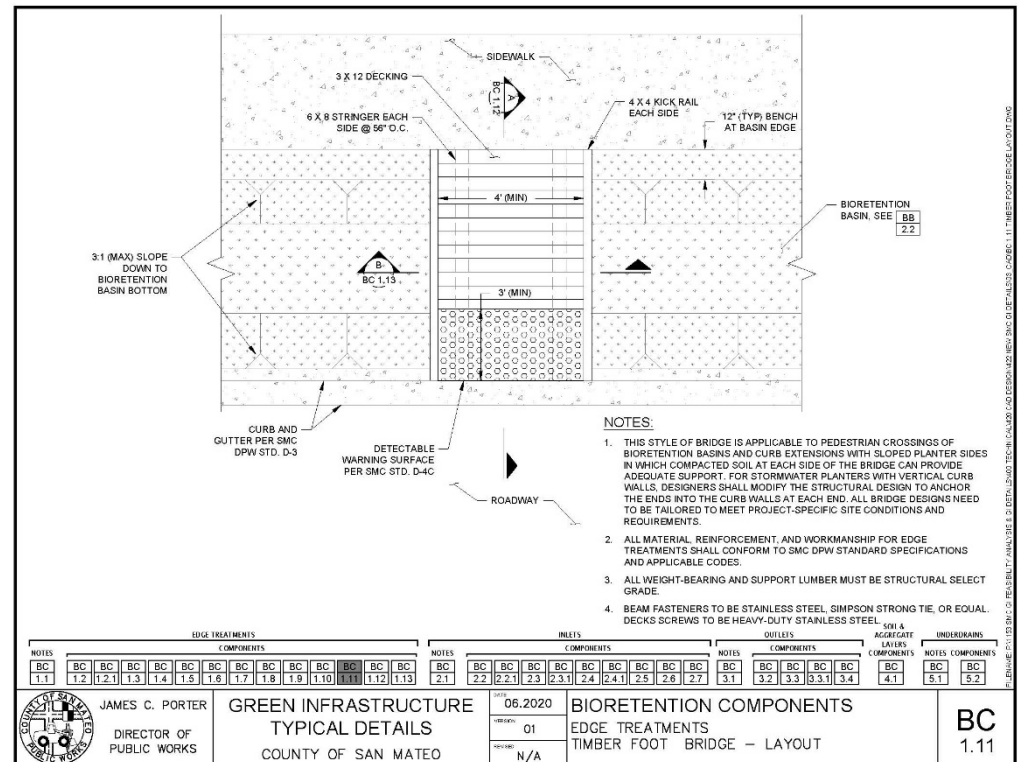 SIDEWALK
3 X 12 DECKING
A
BC 1.12
6 X 8 STRINGER EACH
SIDE @ 56" O.C.
4 X 4 KICK RAIL
EACH SIDE
12" (TYP) BENCH
AT BASIN EDGE
4' (MIN)
BIORETENTION
BASIN, SEE
BB
2.2
3:1 (MAX) SLOPE
DOWN TO
BIORETENTION
BASIN BOTTOM
B
BC 1.13
3' (MIN)
CURB AND
GUTTER PER SMC
DPW STD. D-3
DETECTABLE
WARNING SURFACE
PER SMC STD. D-4C
ROADWAY
NOTES:
1. THIS STYLE OF BRIDGE IS APPLICABLE TO PEDESTRIAN CROSSINGS OF
BIORETENTION BASINS AND CURB EXTENSIONS WITH SLOPED PLANTER SIDES
IN WHICH COMPACTED SOIL AT EACH SIDE OF THE BRIDGE CAN PROVIDE
ADEQUATE SUPPORT. FOR STORMWATER PLANTERS WITH VERTICAL CURB
WALLS, DESIGNERS SHALL MODIFY THE STRUCTURAL DESIGN TO ANCHOR
THE ENDS INTO THE CURB WALLS AT EACH END. ALL BRIDGE DESIGNS NEED
TO BE TAILORED TO MEET PROJECT-SPECIFIC SITE CONDITIONS AND
REQUIREMENTS.
2. ALL MATERIAL, REINFORCEMENT, AND WORKMANSHIP FOR EDGE
TREATMENTS SHALL CONFORM TO SMC DPW STANDARD SPECIFICATIONS
AND APPLICABLE CODES.
3. ALL WEIGHT-BEARING AND SUPPORT LUMBER MUST BE STRUCTURAL SELECT
GRADE.
4. BEAM FASTENERS TO BE STAINLESS STEEL, SIMPSON STRONG TIE, OR EQUAL.
DECKS SCREWS TO BE HEAVY-DUTY STAINLESS STEEL.
EDGE TREATMENTS
NOTES
COMPONENTS
BC 1.1
BC 1.2
BC 1.2.1
BC 1.3
BC 1.4
BC 1.5
BC 1.6
BC 1.7
BC 1.8
BC 1.9
BC 1.10
BC 1.11
BC 1.12
BC 1.13
INLETS
NOTES
COMPONENTS
BC 2.1
BC 2.2
BC 2.2.1
BC 2.3
BC 2.3.1
BC 2.4
BC 2.4.1
BC 2.5
BC 2.6
BC 2.7
OUTLETS
NOTES
COMPONENTS
BC 3.1
BC 3.2
BC 3.3
BC 3.3.1
BC 3.4
SOIL &
AGGREGATE
LAYERS
COMPONENTS
BC 4.1
UNDERDRAINS
NOTES
COMPONENTS
BC 5.1
BC 5.2
COUNTY OF SAN MATEO
PUBLIC WORKS
JAMES C. PORTER
DIRECTOR OF
PUBLIC WORKS
GREEN INFRASTRUCTURE
TYPICAL DETAILS
COUNTY OF SAN MATEO
DATE
06.2020
VERSION
01
REVISED
N/A
BIORETENTION COMPONENTS
EDGE TREATMENTS
TIMBER FOOT BRIDGE – LAYOUT
BC
1.11